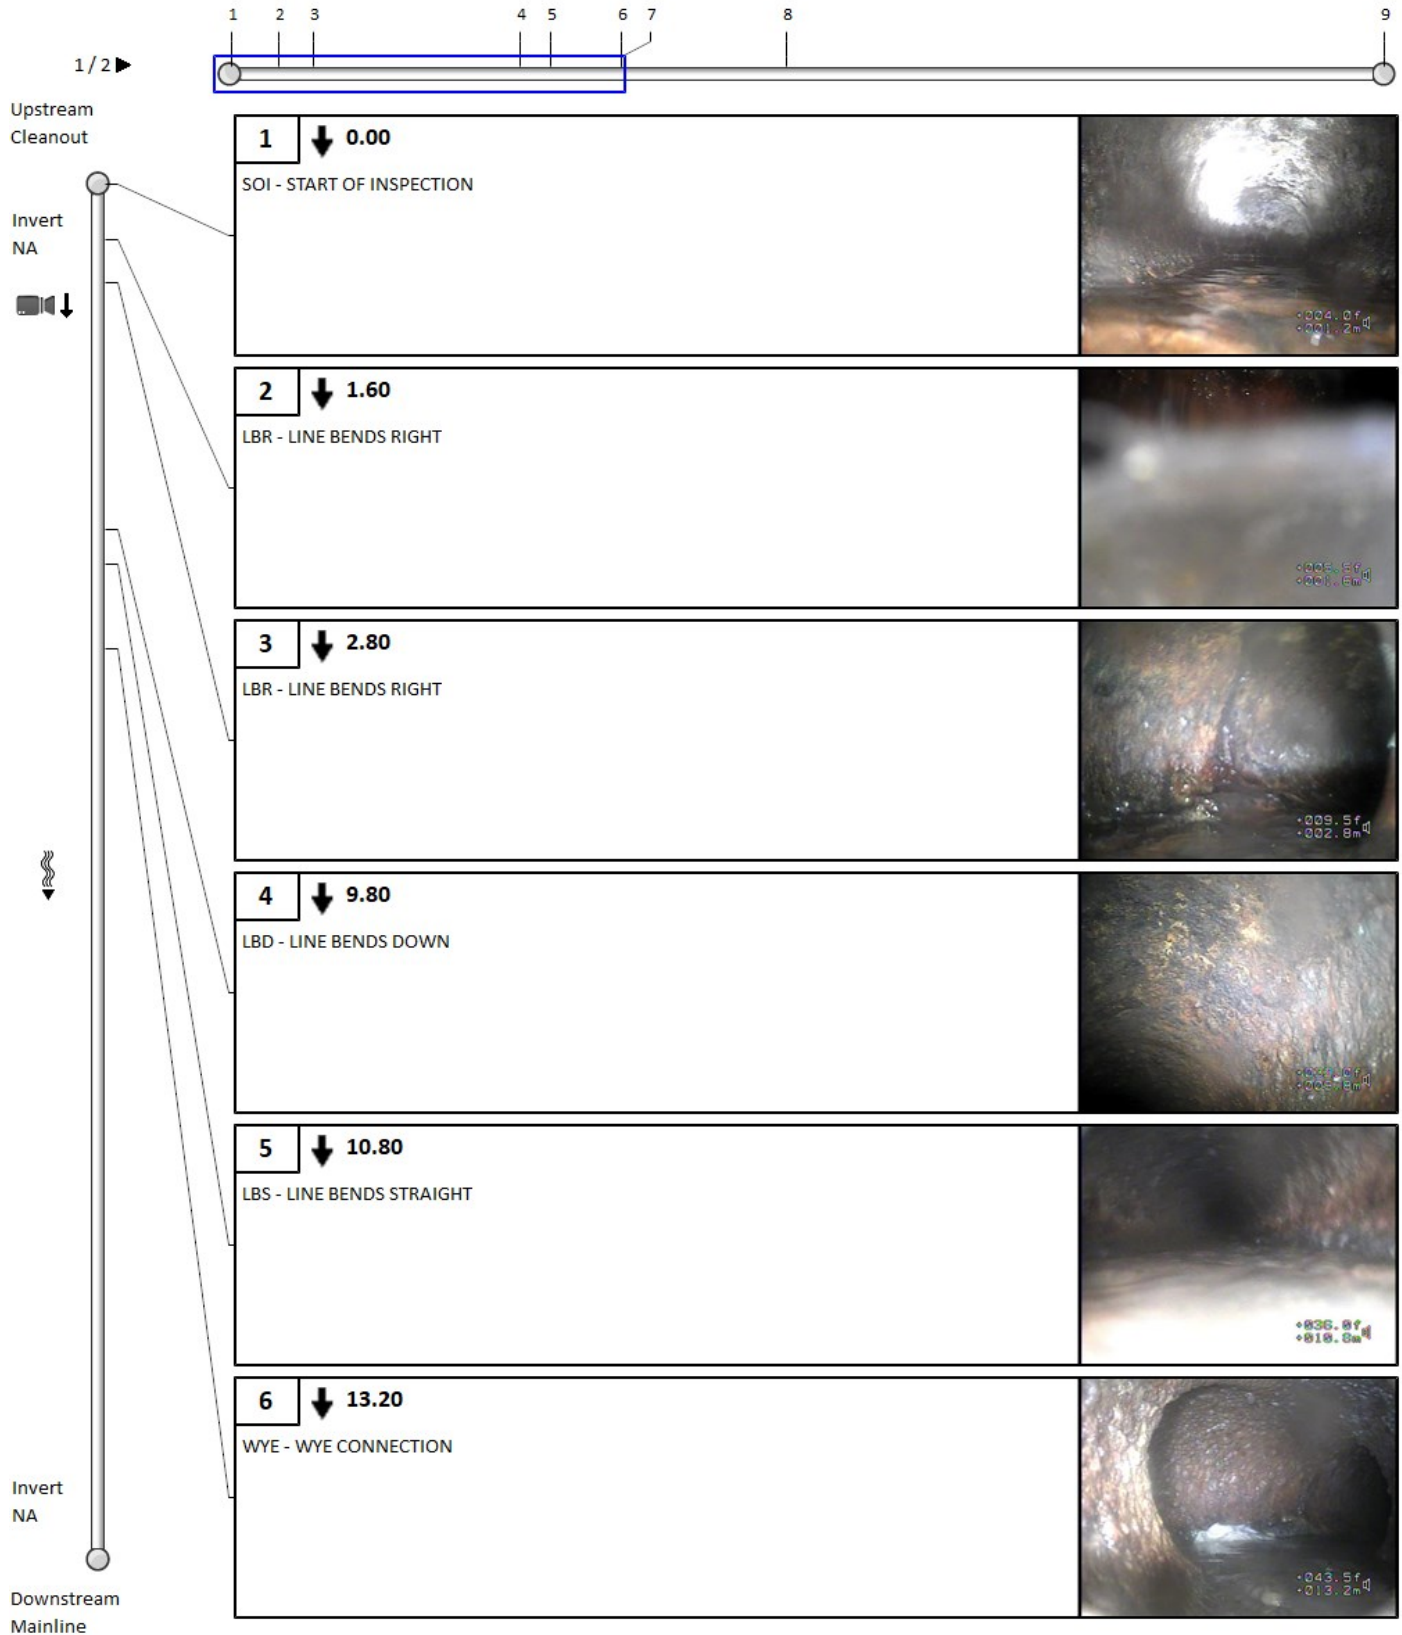 1 2 3 4 5 6 7 8 9
1 / 2
Upstream
Cleanout
Invert
NA
1 0.00
SOI - START OF INSPECTION
+004.0f
+001.2m
2 1.60
LBR - LINE BENDS RIGHT
3 2.80
LBR - LINE BENDS RIGHT
+009.5f
+002.8m
4 9.80
LBD - LINE BENDS DOWN
5 10.80
LBS - LINE BENDS STRAIGHT
+036.0f
+010.8m
6 13.20
WYE - WYE CONNECTION
+043.5f
+013.2m
Invert
NA
Downstream
Mainline